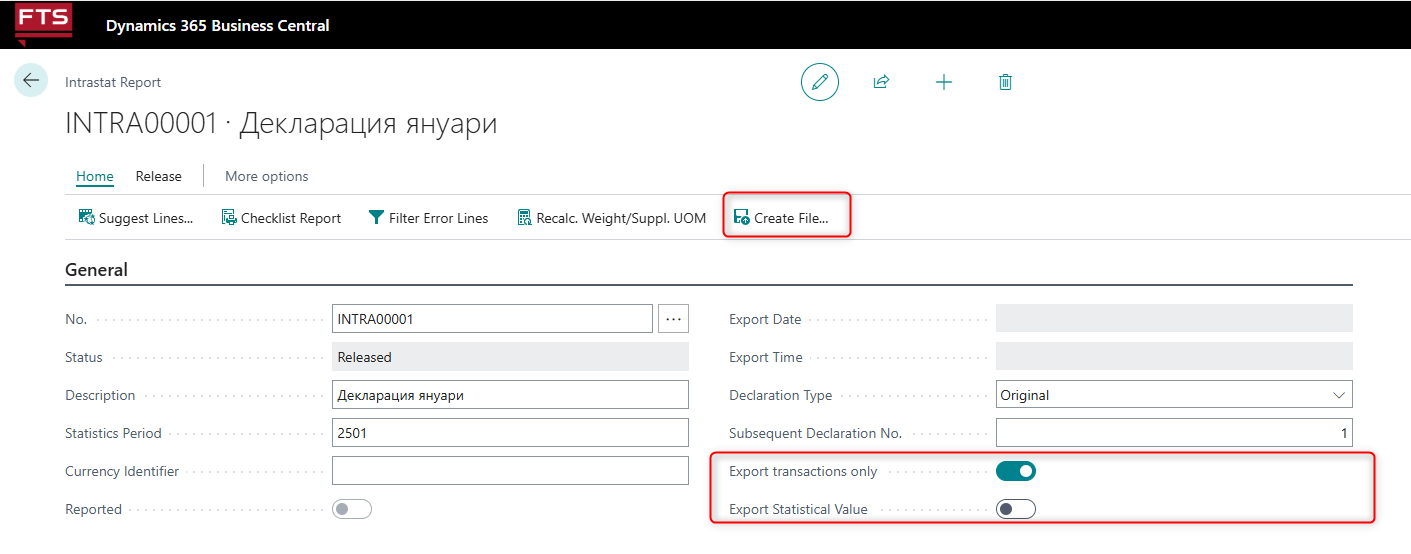 FTS
Dynamics 365 Business Central
Intrastat Report
INTRA00001 · Декларация януари
Home Release More options
Suggest Lines... Checklist Report Filter Error Lines Recalc. Weight/Suppl. UOM Create File...
General
No. INTRA00001 ...
Export Date
Status Released
Export Time
Description Декларация януари
Declaration Type Original
Statistics Period 2501
Subsequent Declaration No. 1
Currency Identifier
Export transactions only
Reported
Export Statistical Value